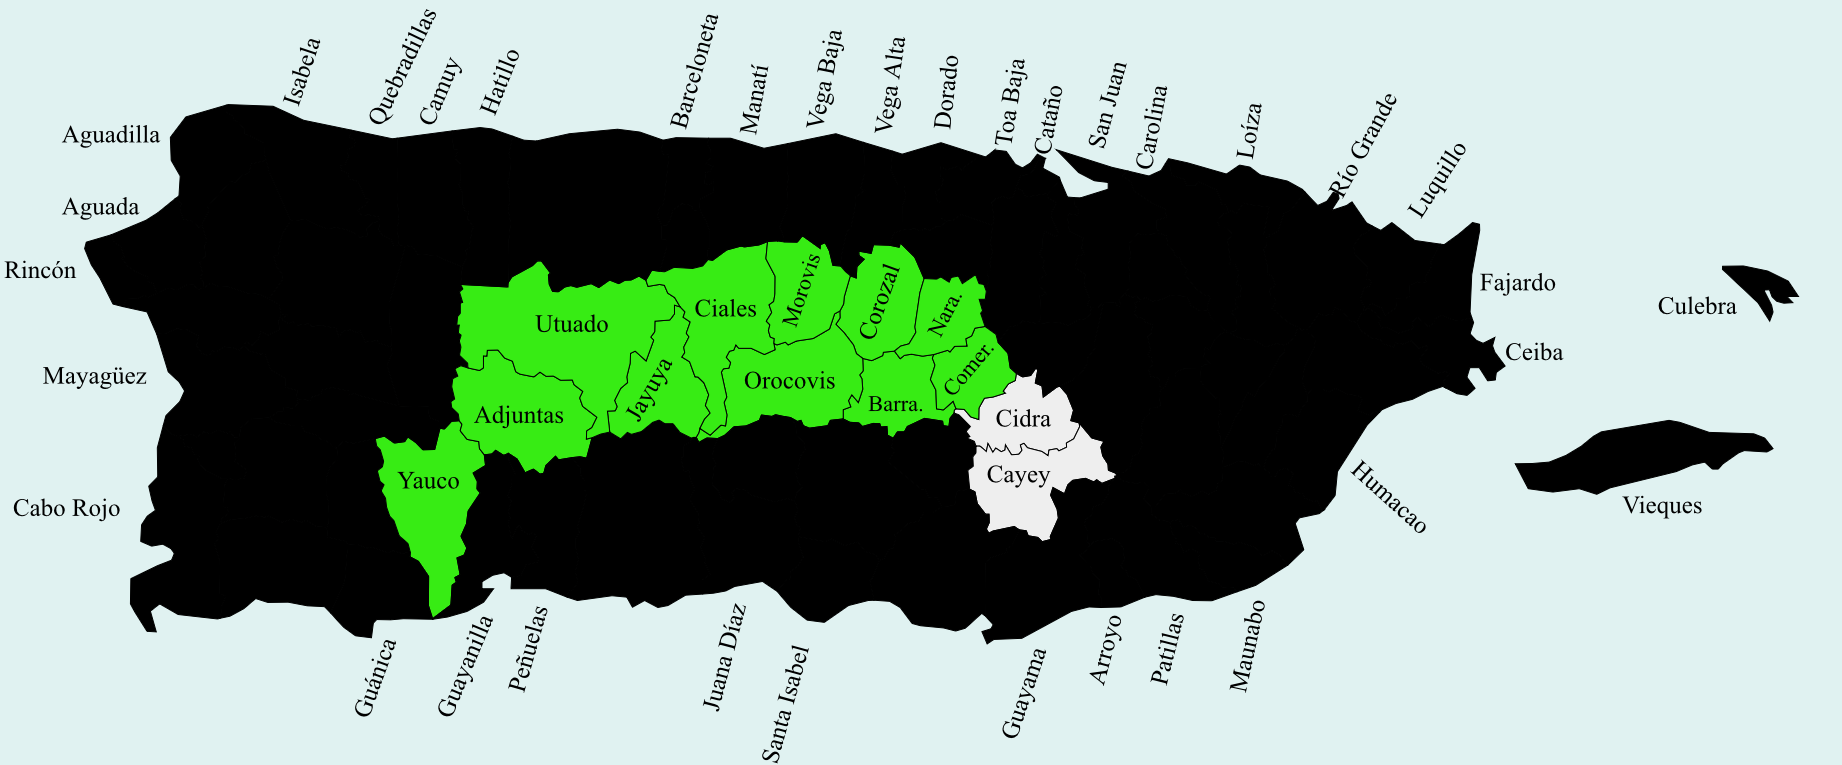 Isabela
Quebradillas
Camuy
Hatillo
Barceloneta
Manatí
Vega Baja
Vega Alta
Dorado
Toa Baja
Cataño
San Juan
Carolina
Loíza
Río Grande
Luquillo
Aguadilla
Aguada
Rincón
Mayagüez
Cabo Rojo
Utuado
Ciales
Morovis
Corozal
Nara.
Jayuya
Orocovis
Comer.
Adjuntas
Barra.
Cidra
Yauco
Cayey
Fajardo
Ceiba
Culebra
Vieques
Humacao
Guánica
Guayanilla
Peñuelas
Juana Díaz
Santa Isabel
Guayama
Arroyo
Patillas
Maunabo